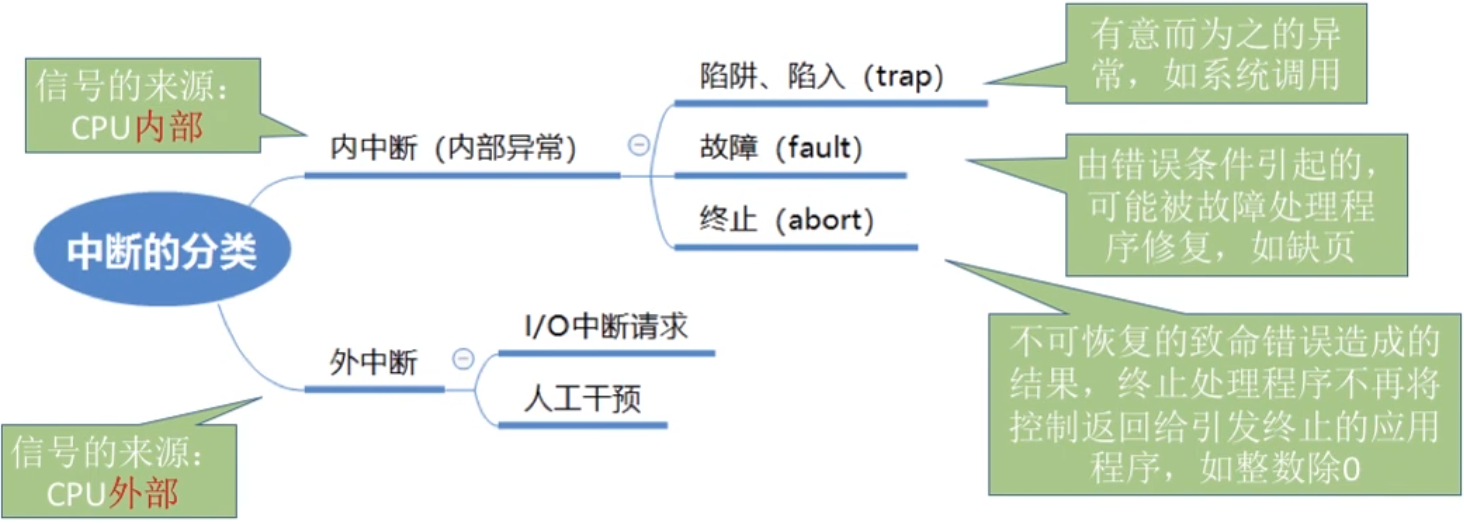 中断的分类
信号的来源：
CPU内部
内中断（内部异常）
陷阱、陷入（trap）
有意而为之的异
常，如系统调用
故障（fault）
由错误条件引起的，
可能被故障处理程
序修复，如缺页
终止（abort）
不可恢复的致命错误造成的
结果，终止处理程序不再将
控制返回给引发终止的应用
程序，如整数除0
信号的来源：
CPU外部
外中断
I/O中断请求
人工干预